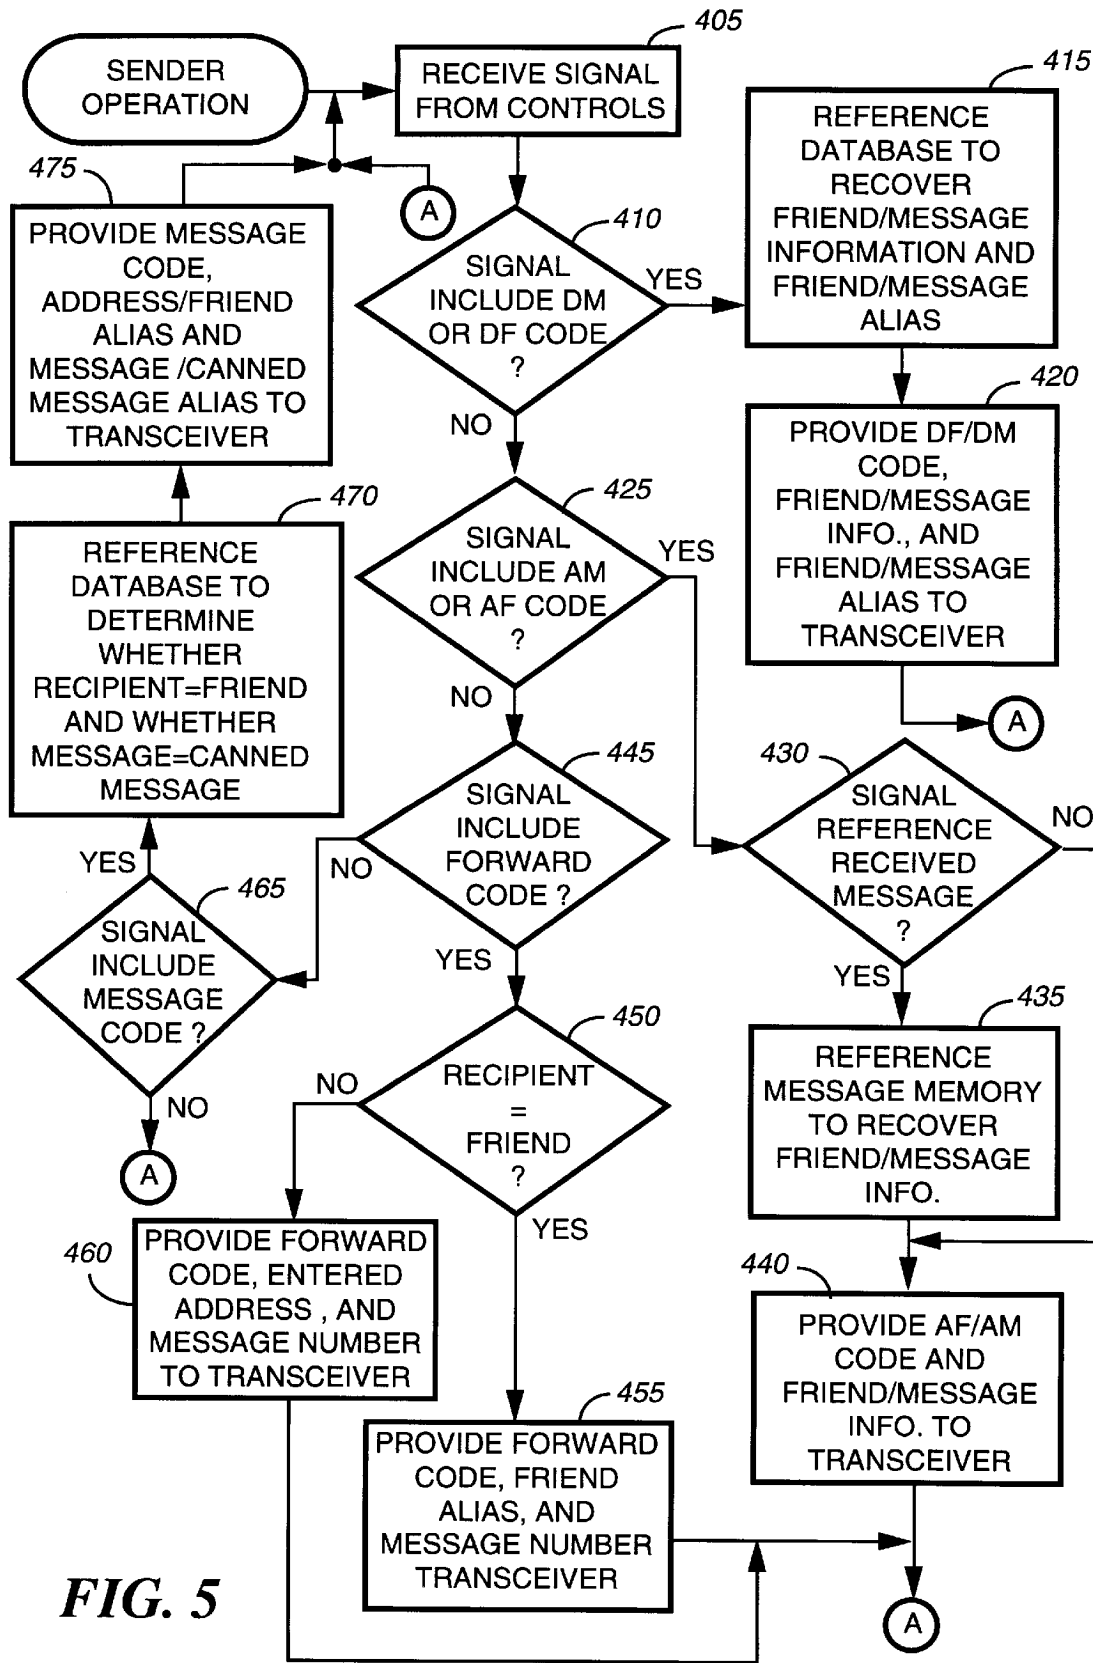 SENDER
OPERATION
405
RECEIVE SIGNAL
FROM CONTROLS
415
REFERENCE
DATABASE TO
RECOVER
FRIEND/MESSAGE
INFORMATION AND
FRIEND/MESSAGE
ALIAS
475
PROVIDE MESSAGE
CODE,
ADDRESS/FRIEND
ALIAS AND
MESSAGE /CANNED
MESSAGE ALIAS TO
TRANSCEIVER
A
410
SIGNAL
INCLUDE DM
OR DF CODE
?
YES
NO
420
PROVIDE DF/DM
CODE,
FRIEND/MESSAGE
INFO., AND
FRIEND/MESSAGE
ALIAS TO
TRANSCEIVER
A
470
REFERENCE
DATABASE TO
DETERMINE
WHETHER
RECIPIENT=FRIEND
AND WHETHER
MESSAGE=CANNED
MESSAGE
425
SIGNAL
INCLUDE AM
OR AF CODE
?
YES
NO
430
SIGNAL
REFERENCE
RECEIVED
MESSAGE
?
NO
YES
445
SIGNAL
INCLUDE
FORWARD
CODE ?
NO
YES
YES
465
SIGNAL
INCLUDE
MESSAGE
CODE ?
NO
A
450
RECIPIENT
=
FRIEND
?
NO
YES
435
REFERENCE
MESSAGE MEMORY
TO RECOVER
FRIEND/MESSAGE
INFO.
460
PROVIDE FORWARD
CODE, ENTERED
ADDRESS , AND
MESSAGE NUMBER
TO TRANSCEIVER
440
PROVIDE AF/AM
CODE AND
FRIEND/MESSAGE
INFO. TO
TRANSCEIVER
455
PROVIDE FORWARD
CODE, FRIEND
ALIAS, AND
MESSAGE NUMBER
TRANSCEIVER
A
FIG. 5